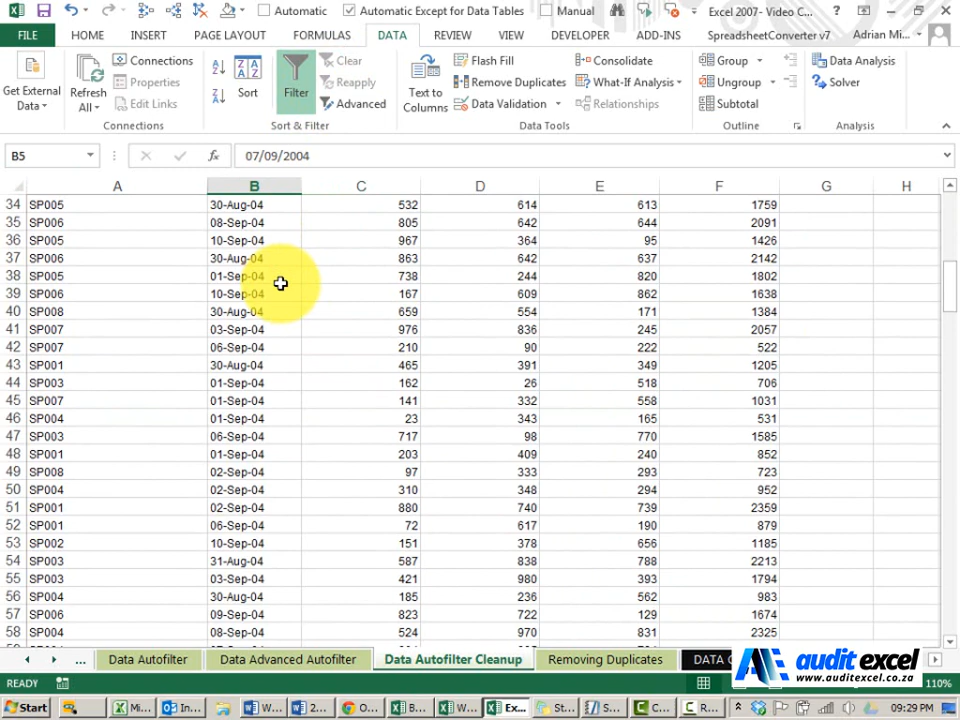 Automatic Automatic Except for Data Tables Manual Excel 2007- Video C... ?
FILE HOME INSERT PAGE LAYOUT FORMULAS DATA REVIEW VIEW DEVELOPER ADD-INS SpreadsheetConverter v7 Adrian Mi...
Get External Data
Refresh All
Connections
Properties
Edit Links
Connections
Sort
Filter
Clear
Reapply
Advanced
Sort & Filter
Text to Columns
Flash Fill
Remove Duplicates
Data Validation
Consolidate
What-If Analysis
Relationships
Data Tools
Group
Ungroup
Subtotal
Outline
Data Analysis
Solver
Analysis
B5 fx 07/09/2004
A B C D E F G H
34 SP005 30-Aug-04 532 614 613 1759
35 SP006 08-Sep-04 805 642 644 2091
36 SP005 10-Sep-04 967 364 95 1426
37 SP006 30-Aug-04 863 642 637 2142
38 SP005 01-Sep-04 738 244 820 1802
39 SP006 10-Sep-04 167 609 862 1638
40 SP008 30-Aug-04 659 554 171 1384
41 SP007 03-Sep-04 976 836 245 2057
42 SP007 06-Sep-04 210 90 222 522
43 SP001 30-Aug-04 465 391 349 1205
44 SP003 01-Sep-04 162 26 518 706
45 SP007 01-Sep-04 141 332 558 1031
46 SP004 01-Sep-04 23 343 165 531
47 SP003 06-Sep-04 717 98 770 1585
48 SP001 01-Sep-04 203 409 240 852
49 SP008 02-Sep-04 97 333 293 723
50 SP004 02-Sep-04 310 348 294 952
51 SP001 02-Sep-04 880 740 739 2359
52 SP001 06-Sep-04 72 617 190 879
53 SP002 10-Sep-04 151 378 656 1185
54 SP003 31-Aug-04 587 838 788 2213
55 SP003 03-Sep-04 421 980 393 1794
56 SP004 30-Aug-04 185 236 562 983
57 SP006 09-Sep-04 823 722 129 1674
58 SP004 08-Sep-04 524 970 831 2325
... Data Autofilter Data Advanced Autofilter Data Autofilter Cleanup Removing Duplicates DATA
audit excel
www.auditexcel.co.za
READY 110%
Start Mi... In... W... 2... O... B... W... Ex... St... S... C... R... 09:29 PM